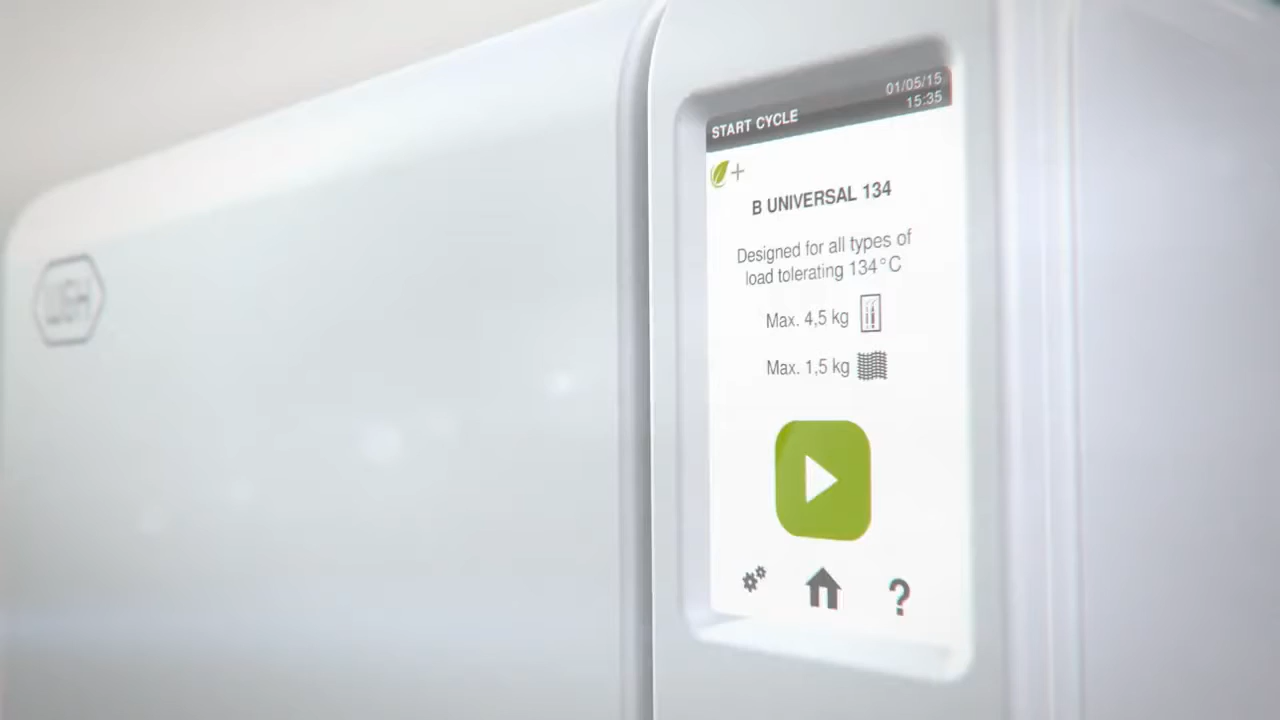 W&H
START CYCLE
01/05/15
15:35
B UNIVERSAL 134
Designed for all types of
load tolerating 134°C
Max. 4,5 kg
Max. 1,5 kg
?